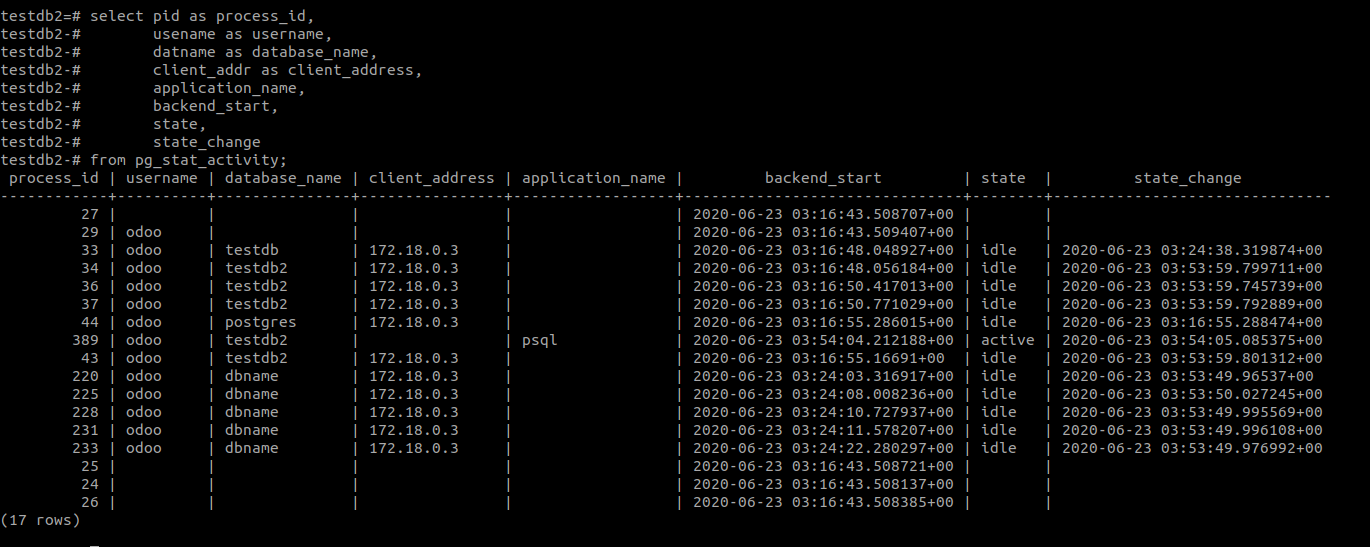 testdb2=# select pid as process_id,
testdb2-#        usename as username,
testdb2-#        datname as database_name,
testdb2-#        client_addr as client_address,
testdb2-#        application_name,
testdb2-#        backend_start,
testdb2-#        state,
testdb2-#        state_change
testdb2-# from pg_stat_activity;
 process_id | username | database_name | client_address | application_name |         backend_start         | state  |         state_change
------------+----------+---------------+----------------+------------------+-------------------------------+--------+-------------------------------
         27 |          |               |                |                  | 2020-06-23 03:16:43.508707+00 |        |
         29 | odoo     |               |                |                  | 2020-06-23 03:16:43.509407+00 |        |
         33 | odoo     | testdb        | 172.18.0.3     |                  | 2020-06-23 03:16:48.048927+00 | idle   | 2020-06-23 03:24:38.319874+00
         34 | odoo     | testdb2       | 172.18.0.3     |                  | 2020-06-23 03:16:48.056184+00 | idle   | 2020-06-23 03:53:59.799711+00
         36 | odoo     | testdb2       | 172.18.0.3     |                  | 2020-06-23 03:16:50.417013+00 | idle   | 2020-06-23 03:53:59.745739+00
         37 | odoo     | testdb2       | 172.18.0.3     |                  | 2020-06-23 03:16:50.771029+00 | idle   | 2020-06-23 03:53:59.792889+00
         44 | odoo     | postgres      | 172.18.0.3     |                  | 2020-06-23 03:16:55.286015+00 | idle   | 2020-06-23 03:16:55.288474+00
        389 | odoo     | testdb2       |                | psql             | 2020-06-23 03:54:04.212188+00 | active | 2020-06-23 03:54:05.085375+00
         43 | odoo     | testdb2       | 172.18.0.3     |                  | 2020-06-23 03:16:55.16691+00  | idle   | 2020-06-23 03:53:59.801312+00
        220 | odoo     | dbname        | 172.18.0.3     |                  | 2020-06-23 03:24:03.316917+00 | idle   | 2020-06-23 03:53:49.96537+00
        225 | odoo     | dbname        | 172.18.0.3     |                  | 2020-06-23 03:24:08.008236+00 | idle   | 2020-06-23 03:53:50.027245+00
        228 | odoo     | dbname        | 172.18.0.3     |                  | 2020-06-23 03:24:10.727937+00 | idle   | 2020-06-23 03:53:49.995569+00
        231 | odoo     | dbname        | 172.18.0.3     |                  | 2020-06-23 03:24:11.578207+00 | idle   | 2020-06-23 03:53:49.996108+00
        233 | odoo     | dbname        | 172.18.0.3     |                  | 2020-06-23 03:24:22.280297+00 | idle   | 2020-06-23 03:53:49.976992+00
         25 |          |               |                |                  | 2020-06-23 03:16:43.508721+00 |        |
         24 |          |               |                |                  | 2020-06-23 03:16:43.508137+00 |        |
         26 |          |               |                |                  | 2020-06-23 03:16:43.508385+00 |        |
(17 rows)